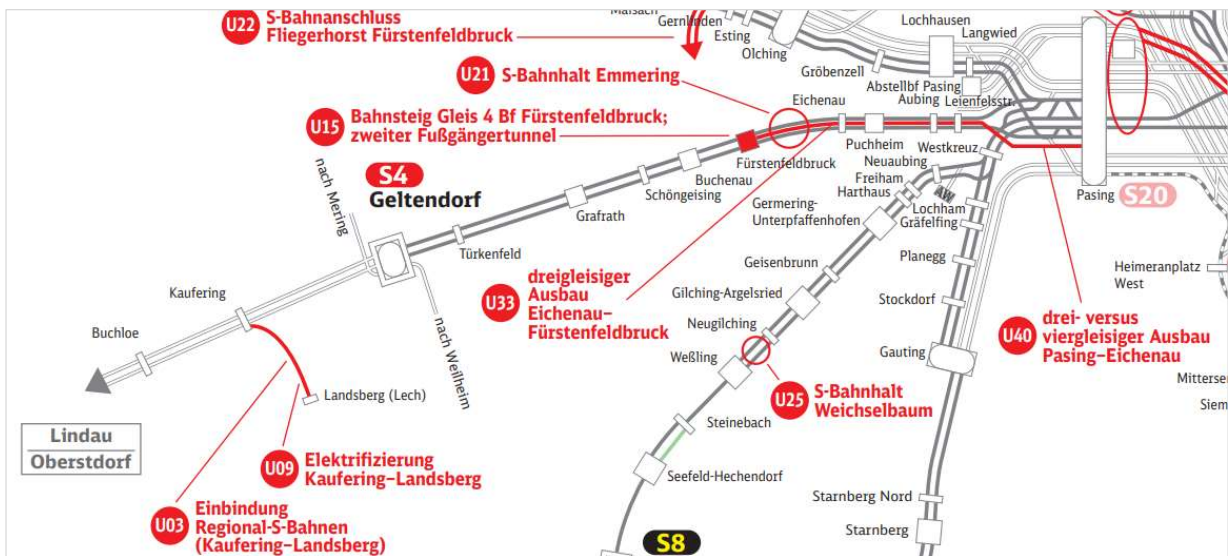 U22
S-Bahnanschluss
Fliegerhorst Fürstenfeldbruck
Maisach
Gernlinden
Esting
Olching
Lochhausen
Langwied
Gröbenzell
Abstellbf Pasing
Aubing
Leienfelsstr.
U21
S-Bahnhalt Emmering
Eichenau
U15
Bahnsteig Gleis 4 Bf Fürstenfeldbruck;
zweiter Fußgängertunnel
Puchheim
Neuaubing
Westkreuz
Freiham
Harthaus
AW
Fürstenfeldbruck
Buchenau
Schöngeising
S4
Geltendorf
nach Mering
Grafrath
Türkenfeld
Germering-
Unterpfaffenhofen
Lochham
Gräfelfing
Pasing
S20
Planegg
Geisenbrunn
Heimeranplatz
West
Kaufering
U33
dreigleisiger
Ausbau
Eichenau–
Fürstenfeldbruck
Gilching-Argelsried
Stockdorf
Neugilching
U40
drei- versus
viergleisiger Ausbau
Pasing–Eichenau
Buchloe
nach Weilheim
Weßling
Gauting
Landsberg (Lech)
U25
S-Bahnhalt
Weichselbaum
Mitterse
Siem
Steinebach
Lindau
Oberstdorf
U09
Elektrifizierung
Kaufering–Landsberg
Seefeld-Hechendorf
Starnberg Nord
U03
Einbindung
Regional-S-Bahnen
(Kaufering–Landsberg)
S8
Starnberg